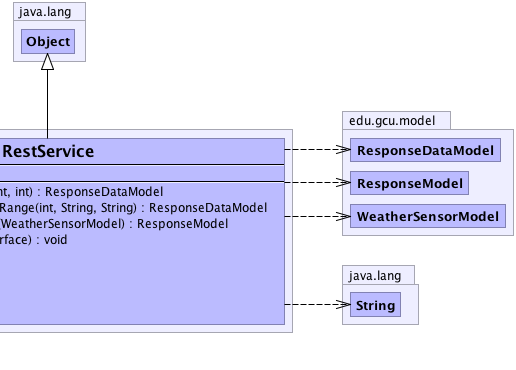 java.lang
Object
RestService
int, int) : ResponseDataModel
Range(int, String, String) : ResponseDataModel
(WeatherSensorModel) : ResponseModel
rface) : void
edu.gcu.model
ResponseDataModel
ResponseModel
WeatherSensorModel
java.lang
String